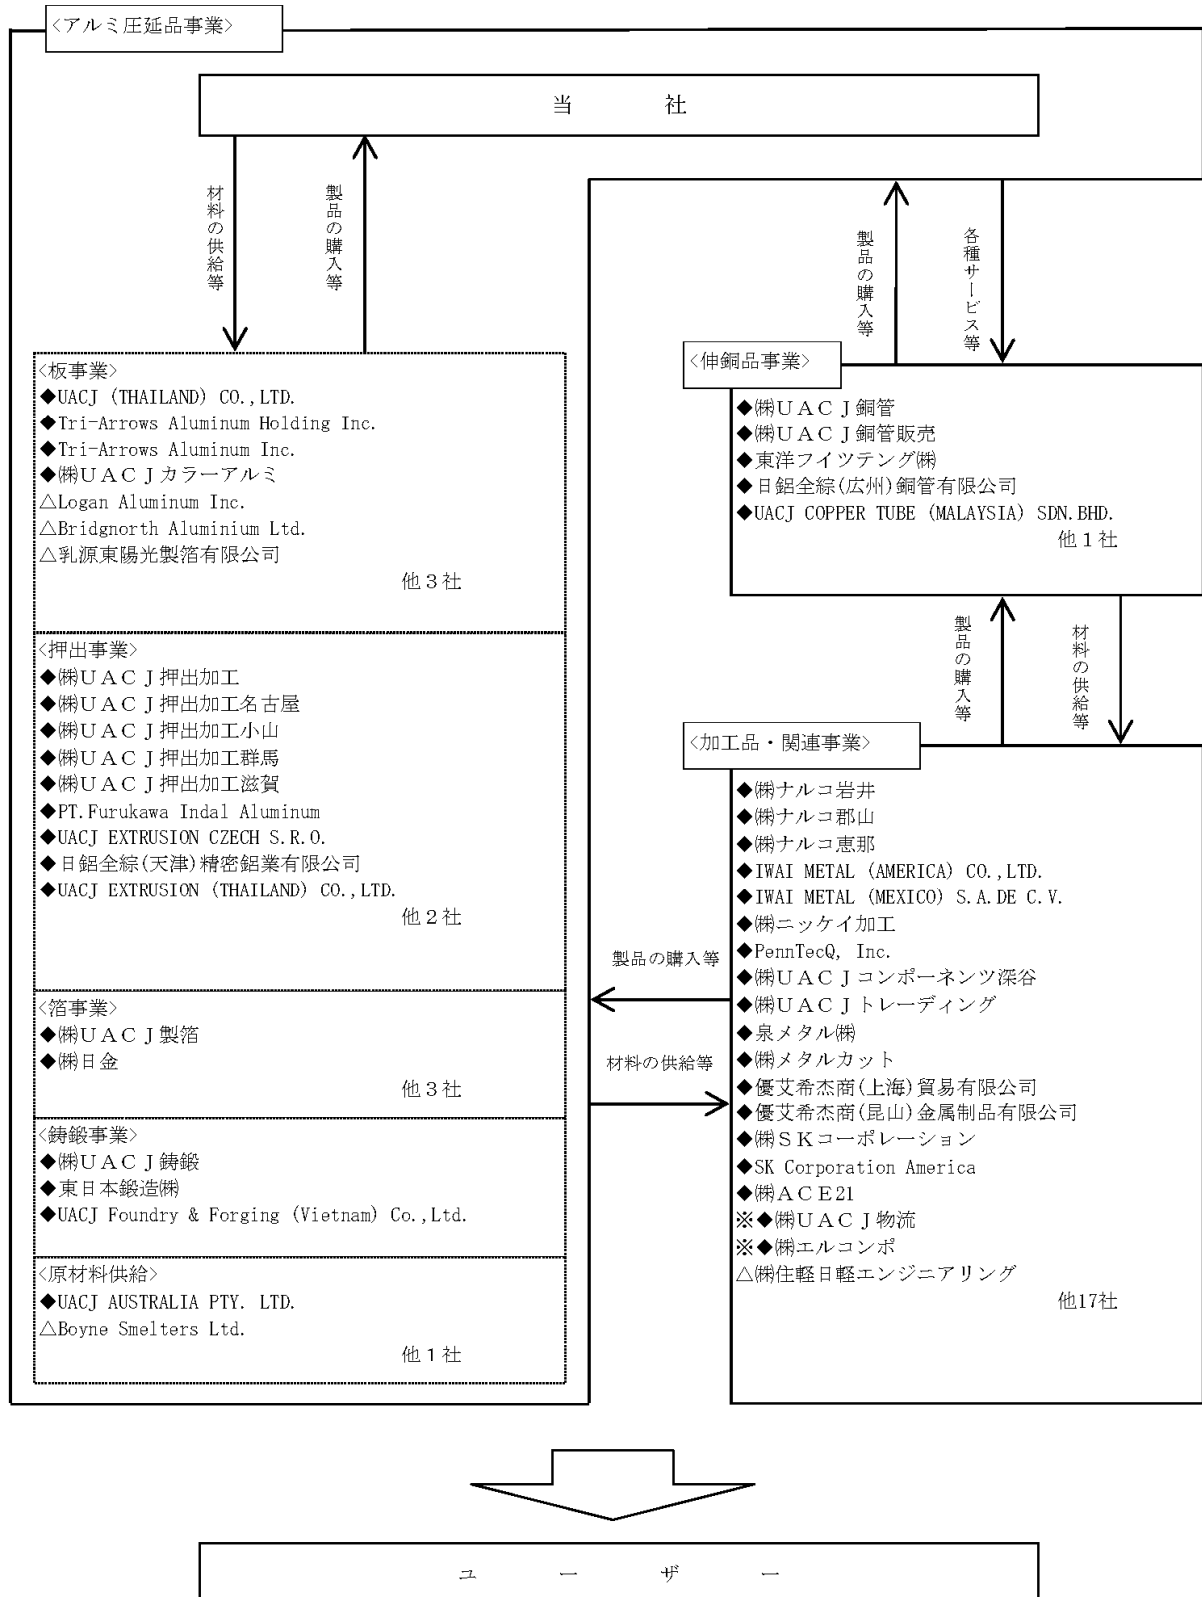 <アルミ圧延品事業>
当 社
材料の供給等
製品の購入等
製品の購入等
各種サービス等
<板事業>
◆UACJ (THAILAND) CO.,LTD.
◆Tri-Arrows Aluminum Holding Inc.
◆Tri-Arrows Aluminum Inc.
◆㈱UACJカラーアルミ
△Logan Aluminum Inc.
△Bridgnorth Aluminium Ltd.
△乳源東陽光製箔有限公司
他3社
<押出事業>
◆㈱UACJ押出加工
◆㈱UACJ押出加工名古屋
◆㈱UACJ押出加工小山
◆㈱UACJ押出加工群馬
◆㈱UACJ押出加工滋賀
◆PT.Furukawa Indal Aluminum
◆UACJ EXTRUSION CZECH S.R.O.
◆日鋁全綜(天津)精密鋁業有限公司
◆UACJ EXTRUSION (THAILAND) CO.,LTD.
他2社
<箔事業>
◆㈱UACJ製箔
◆㈱日金
他3社
<鋳鍛事業>
◆㈱UACJ鋳鍛
◆東日本鍛造㈱
◆UACJ Foundry & Forging (Vietnam) Co.,Ltd.
<原材料供給>
◆UACJ AUSTRALIA PTY. LTD.
△Boyne Smelters Ltd.
他1社
<伸銅品事業>
◆㈱UACJ銅管
◆㈱UACJ銅管販売
◆東洋フイツテング㈱
◆日鋁全綜(広州)銅管有限公司
◆UACJ COPPER TUBE (MALAYSIA) SDN.BHD.
他1社
製品の購入等
材料の供給等
製品の購入等
材料の供給等
<加工品・関連事業>
◆㈱ナルコ岩井
◆㈱ナルコ郡山
◆㈱ナルコ恵那
◆IWAI METAL (AMERICA) CO.,LTD.
◆IWAI METAL (MEXICO) S.A.DE C.V.
◆㈱ニッケイ加工
◆PennTecQ, Inc.
◆㈱UACJコンポーネンツ深谷
◆㈱UACJトレーディング
◆泉メタル㈱
◆㈱メタルカット
◆優艾希杰商(上海)貿易有限公司
◆優艾希杰商(昆山)金属制品有限公司
◆㈱SKコーポレーション
◆SK Corporation America
◆㈱ACE21
※◆㈱UACJ物流
※◆㈱エルコンポ
△㈱住軽日軽エンジニアリング
他17社
ユ ー ザ ー